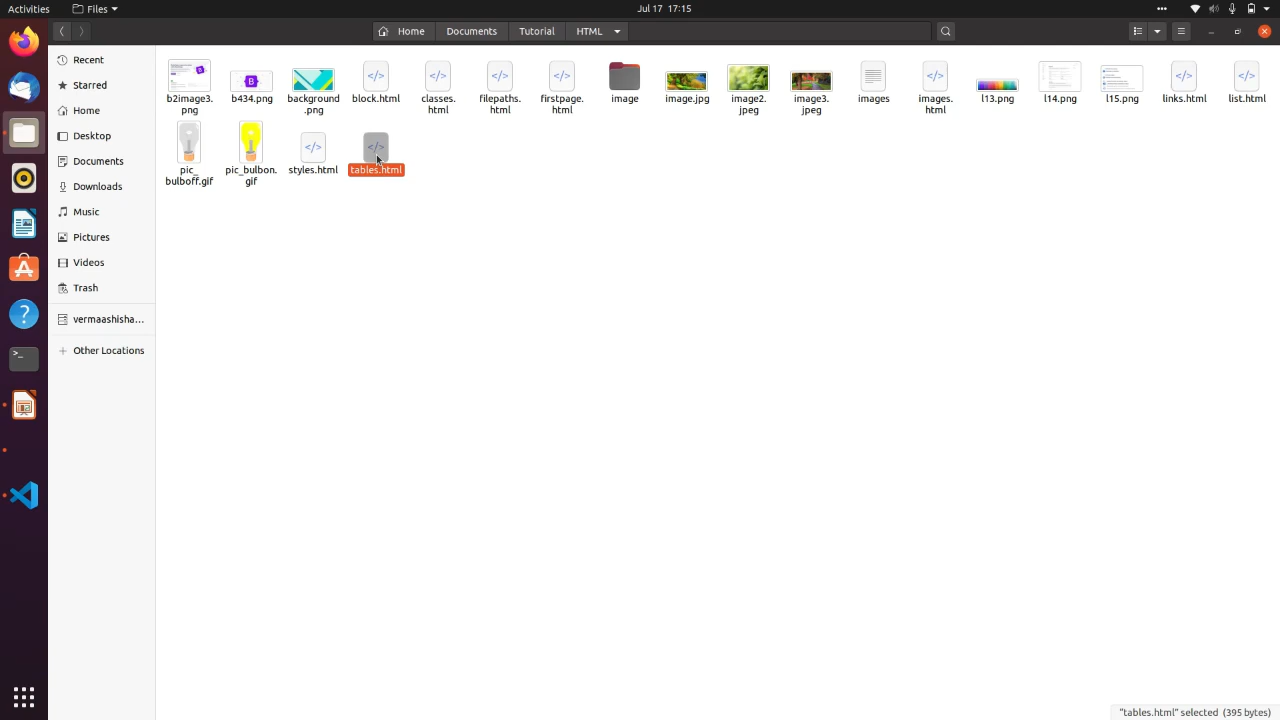 Activities Files Jul 17 17:15
Home Documents Tutorial HTML
Recent
Starred
Home
Desktop
Documents
Downloads
Music
Pictures
Videos
Trash
vermaashisha...
+ Other Locations
b2image3.
png
b434.png
background
.png
block.html
classes.
html
filepaths.
html
firstpage.
html
image
image.jpg
image2.
jpeg
image3.
jpeg
images
images.
html
l13.png
l14.png
l15.png
links.html
list.html
pic_
bulboff.gif
pic_bulbon.
gif
styles.html
tables.html
"tables.html" selected (395 bytes)